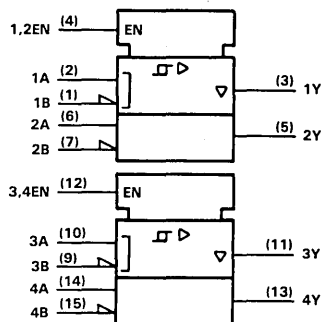 1,2EN (4) EN
1A (2)
(3) 1Y
1B (1)
2A (6)
(5) 2Y
2B (7)
3,4EN (12) EN
3A (10)
(11) 3Y
3B (9)
4A (14)
(13) 4Y
4B (15)